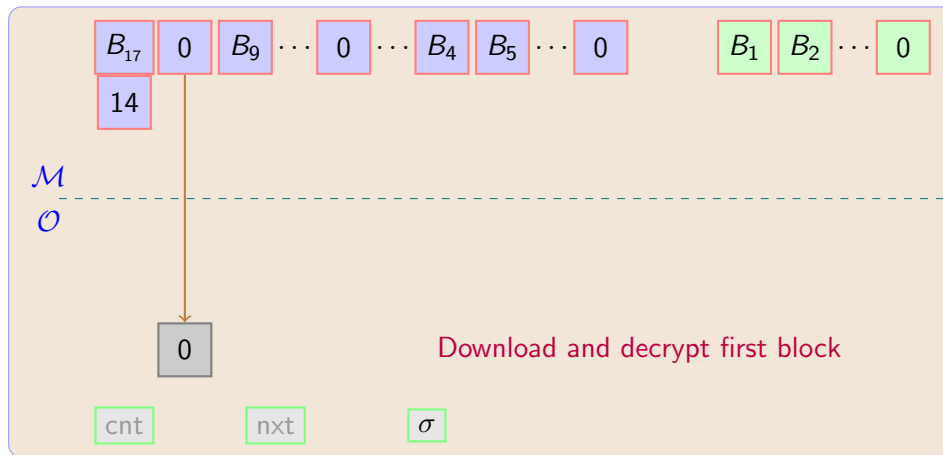 B₁₇ 0 B₉ ··· 0 ··· B₄ B₅ ··· 0 B₁ B₂ ··· 0
14
ℳ
𝒪
0 Download and decrypt first block
cnt nxt σ